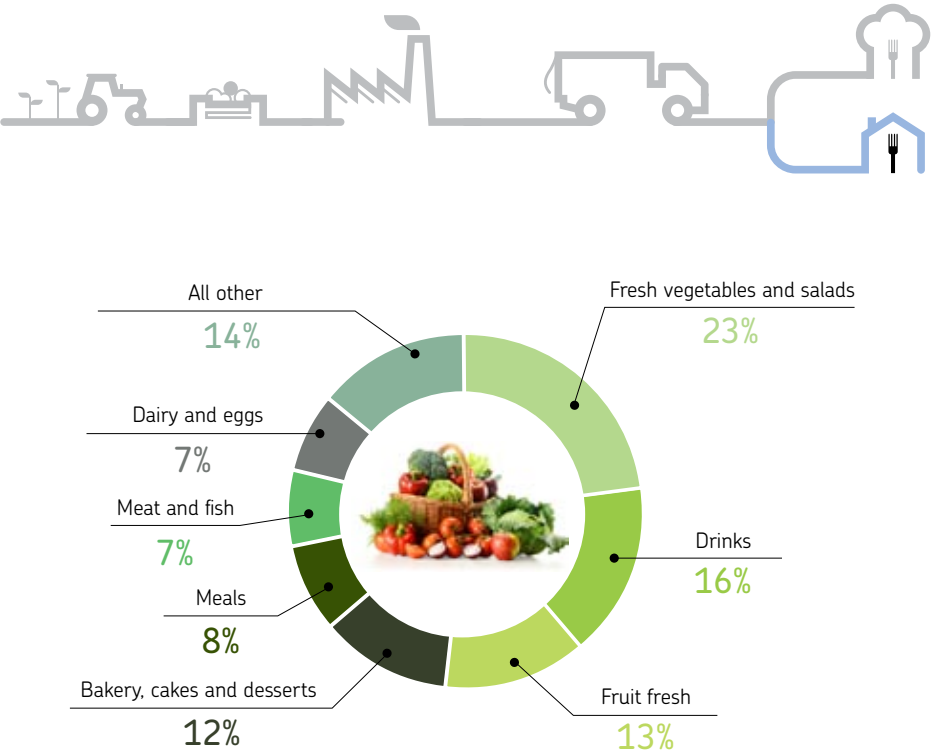 All other
14%
Fresh vegetables and salads
23%
Dairy and eggs
7%
Meat and fish
7%
Drinks
16%
Meals
8%
Bakery, cakes and desserts
12%
Fruit fresh
13%